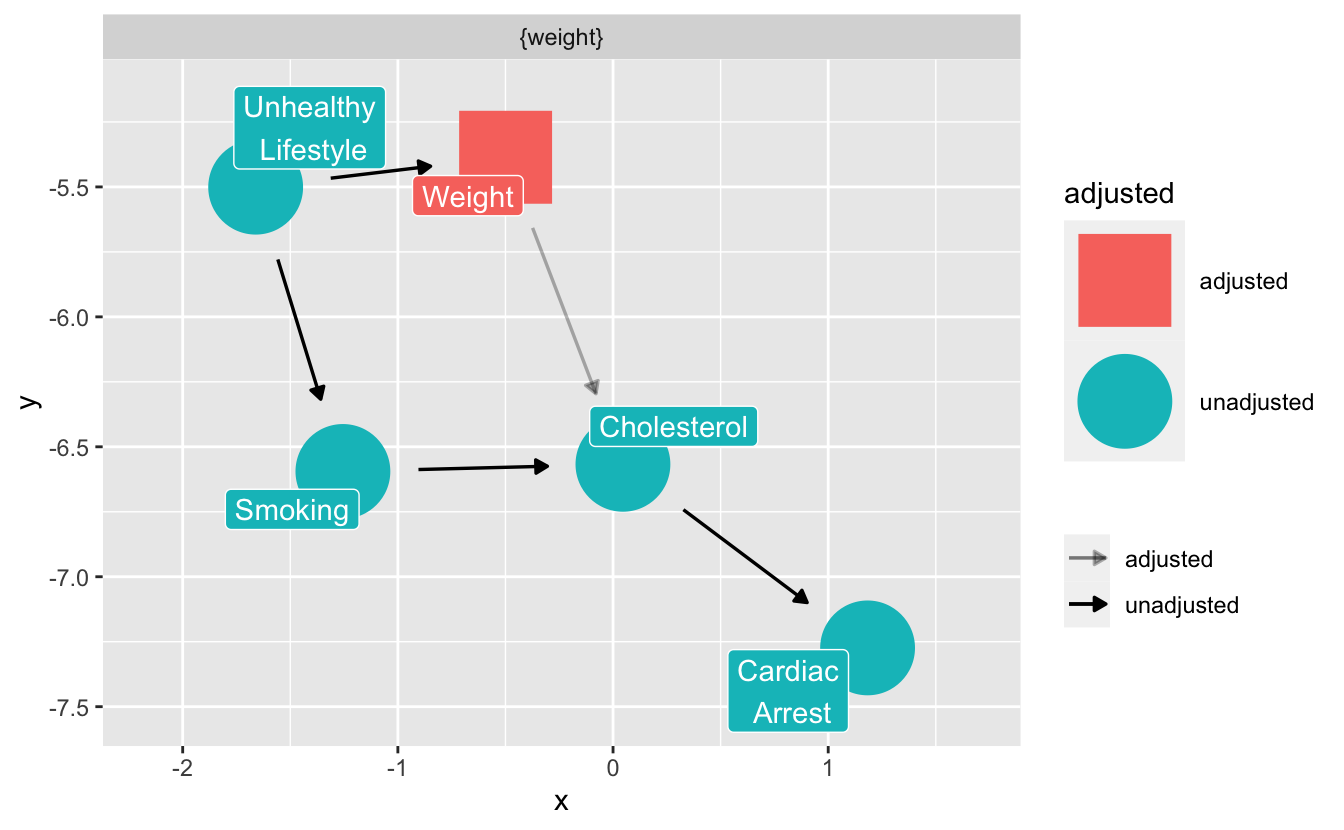 {weight}
Unhealthy
Lifestyle
Weight
Smoking
Cholesterol
Cardiac
Arrest
y
-5.5
-6.0
-6.5
-7.0
-7.5
-2
-1
0
1
x
adjusted
adjusted
unadjusted
adjusted
unadjusted